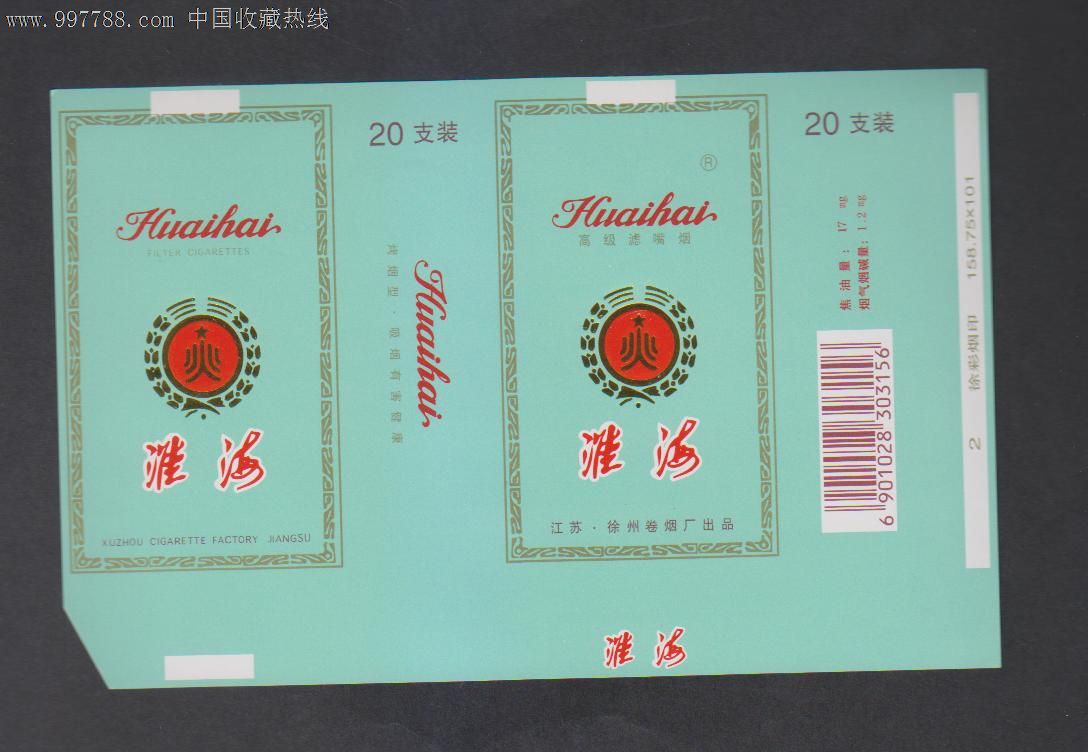 www.997788.com 中国收藏热线
Huaihai
FILTER CIGARETTES
淮海
XUZHOU CIGARETTE FACTORY JIANGSU
20 支装
Huaihai
烤烟型·吸烟有害健康
®
Huaihai
高级滤嘴烟
淮海
江苏·徐州卷烟厂出品
淮海
20 支装
焦油量：17 mg
烟气烟碱量：1.2 mg
6 901028 303156
2 徐彩烟印 158.75×101